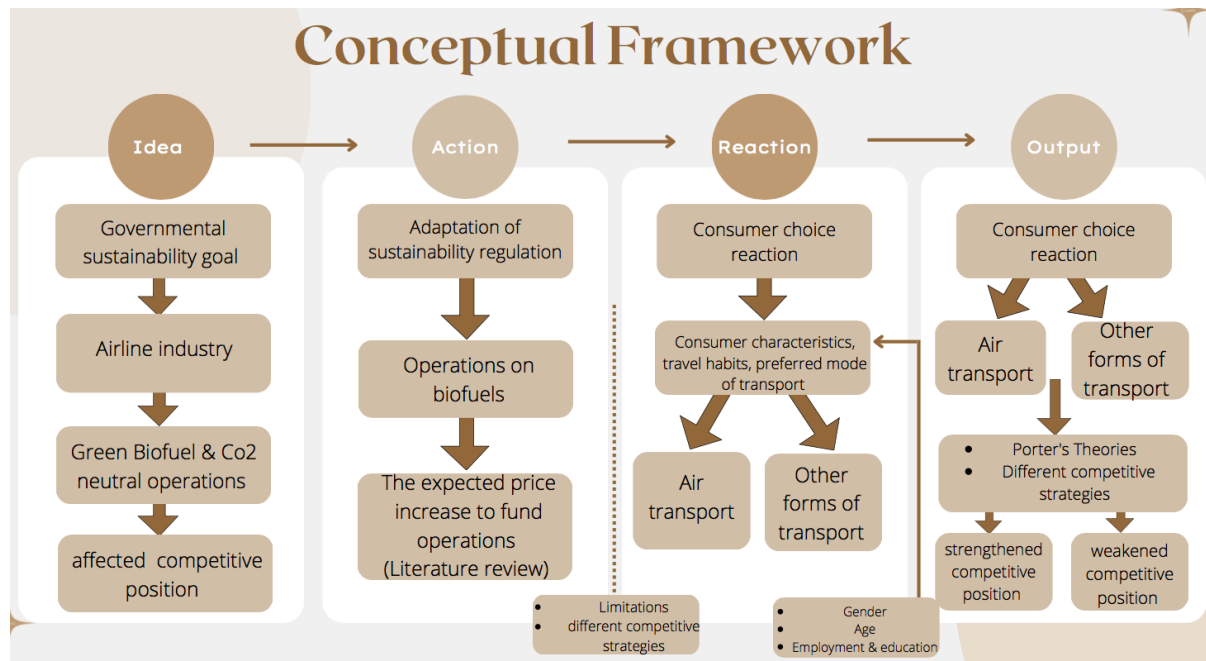 Conceptual Framework
Idea
Governmental
sustainability goal
Airline industry
Green Biofuel & Co2
neutral operations
affected competitive
position
Action
Adaptation of
sustainability regulation
Operations on
biofuels
The expected price
increase to fund
operations
(Literature review)
• Limitations
• different competitive
strategies
Reaction
Consumer choice
reaction
Consumer characteristics,
travel habits, preferred mode
of transport
Air
transport
Other
forms of
transport
• Gender
• Age
• Employment & education
Output
Consumer choice
reaction
Air
transport
Other
forms of
transport
• Porter's Theories
• Different competitive
strategies
strengthened
competitive
position
weakened
competitive
position